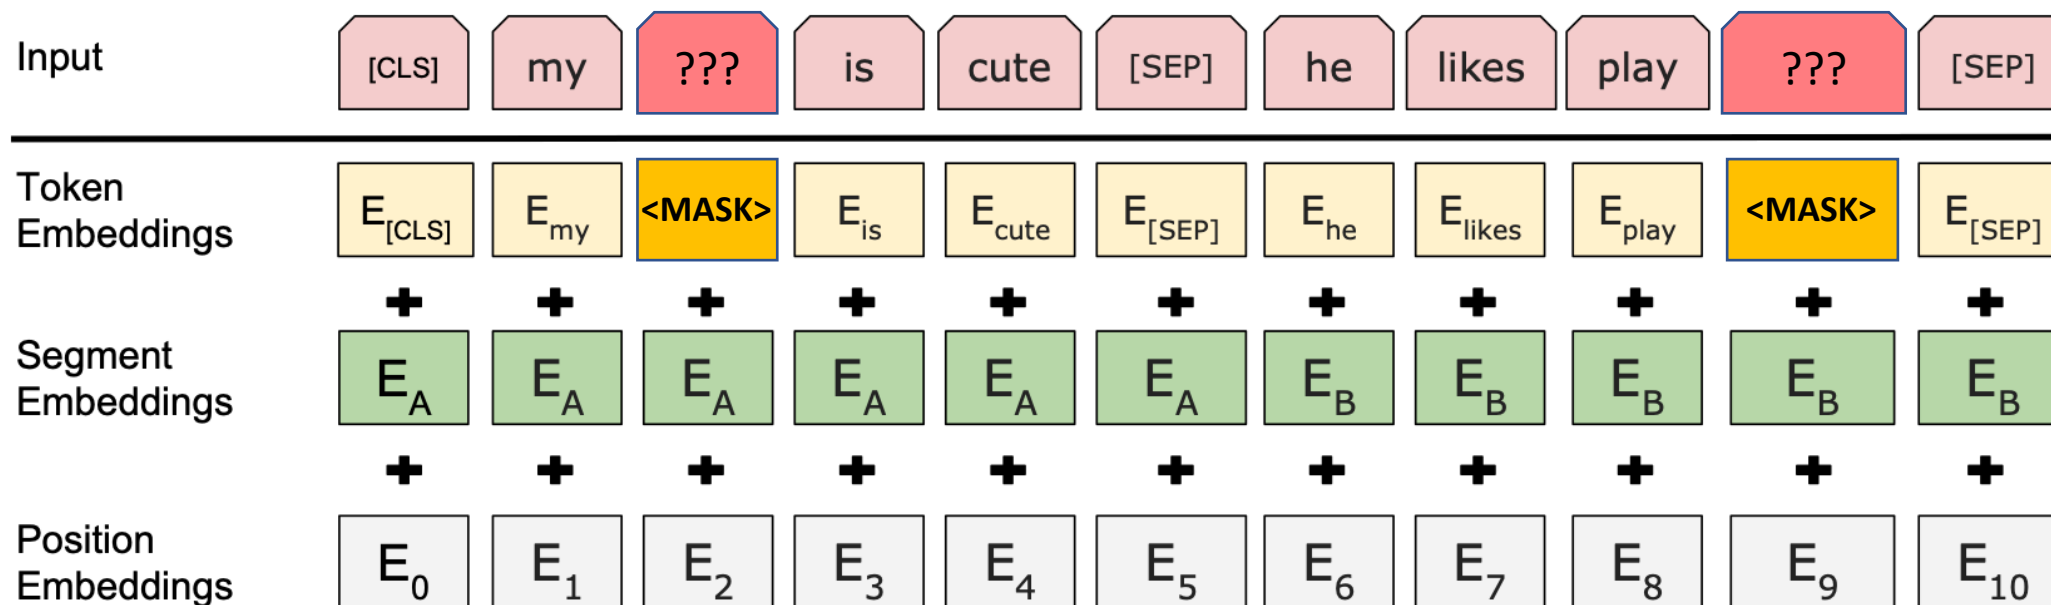 Input [CLS] my ??? is cute [SEP] he likes play ??? [SEP]
Token
Embeddings E[CLS] Emy <MASK> Eis Ecute E[SEP] Ehe Elikes Eplay <MASK> E[SEP]
+ + + + + + + + + + +
Segment
Embeddings EA EA EA EA EA EA EB EB EB EB EB
+ + + + + + + + + + +
Position
Embeddings E0 E1 E2 E3 E4 E5 E6 E7 E8 E9 E10